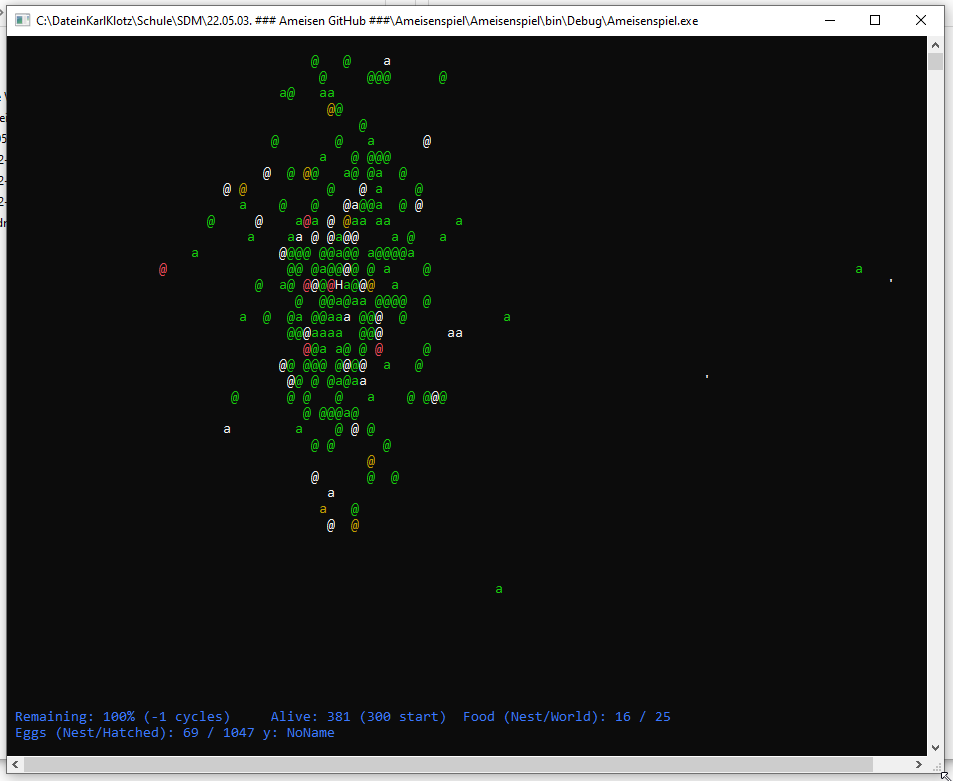 C:\DateinKarlKlotz\Schule\SDM\22.05.03. ### Ameisen GitHub ###\Ameisenspiel\Ameisenspiel\bin\Debug\Ameisenspiel.exe
@ @ a
@ @@@ @
a@ aa
@@
@
@ @ a @
a @ @@@
@ @ @@ a@ @a @
@ @ @ @ a @
a @ @ @a@@a @ @
@ @ a@a @ @aa aa a
a aa @ @a@@ a @ a
a @@@@ @@a@@ a@@@@a
@ @@ @a@@@@ @ a @ a
@ a@ @@@@Ha@@@ a
@ @@a@aa @@@@ @
a @ @a @@aaa @@@ @ a
@@@aaaa @@@ aa
@@a a@ @ @ @
@@ @@@ @@@@ a @
@@ @ @a@aa
@ @ @ @ a @ @@@
@ @@@a@
a a @ @ @
@ @ @
@
@ @ @
a
a @
@ @
a
Remaining: 100% (-1 cycles) Alive: 381 (300 start) Food (Nest/World): 16 / 25
Eggs (Nest/Hatched): 69 / 1047 y: NoName